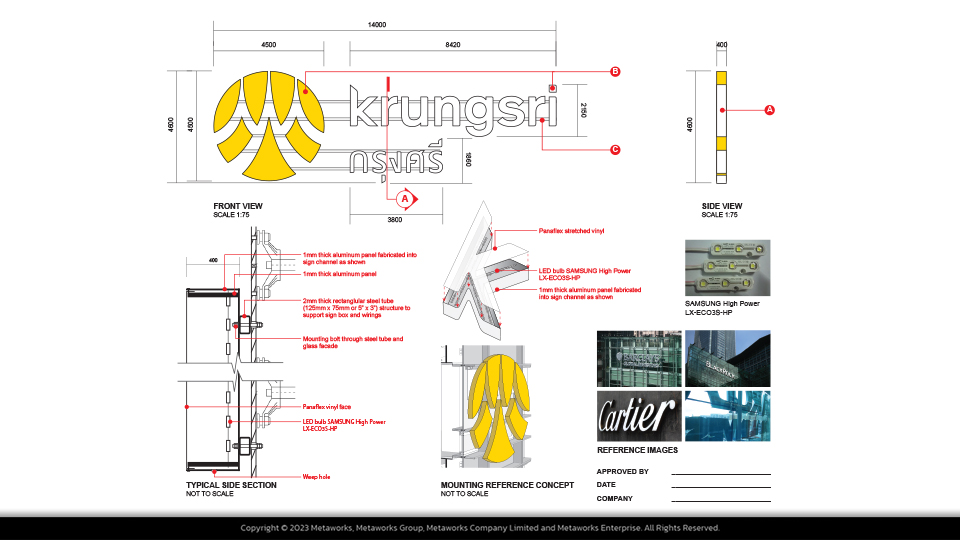 14000
4500
8420
400
B
krungsri
A
4600
4600
2150
4600
C
กรุงศรี
1860
A
3800
FRONT VIEW
SCALE 1:75
SIDE VIEW
SCALE 1:75
Panaflex stretched vinyl
LED bulb SAMSUNG High Power
LX-ECO3S-HP
1mm thick aluminum panel fabricated
into sign channel as shown
400
1mm thick aluminum panel fabricated into
sign channel as shown
1mm thick aluminum panel
2mm thick rectengular steel tube
(125mm x 75mm or 5" x 3") structure to
support sign box and wirings
Mounting bolt through steel tube and
glass facade
Panaflex vinyl face
LED bulb SAMSUNG High Power
LX-ECO3S-HP
Weep hole
TYPICAL SIDE SECTION
NOT TO SCALE
MOUNTING REFERENCE CONCEPT
NOT TO SCALE
SAMSUNG High Power
LX-ECO3S-HP
BLACKROCK
Cartier
REFERENCE IMAGES
APPROVED BY
DATE
COMPANY
Copyright © 2023 Metaworks, Metaworks Group, Metaworks Company Limited and Metaworks Enterprise. All Right Reserved.